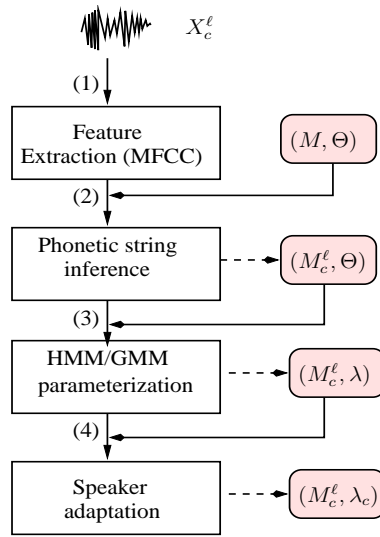 X_c^ℓ
(1)
Feature
Extraction (MFCC)
(M, Θ)
(2)
Phonetic string
inference
(M_c^ℓ, Θ)
(3)
HMM/GMM
parameterization
(M_c^ℓ, λ)
(4)
Speaker
adaptation
(M_c^ℓ, λ_c)